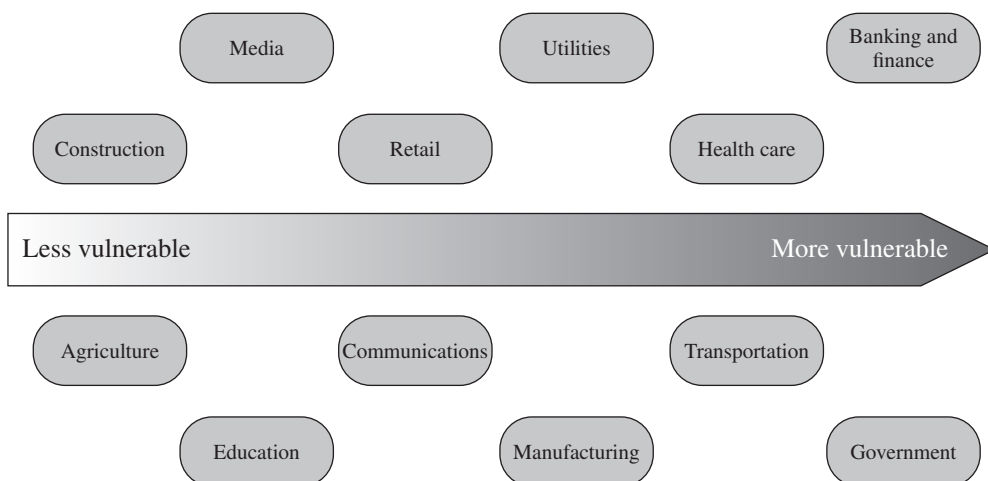 Media
Utilities
Banking and
finance
Construction
Retail
Health care
Less vulnerable
More vulnerable
Agriculture
Communications
Transportation
Education
Manufacturing
Government